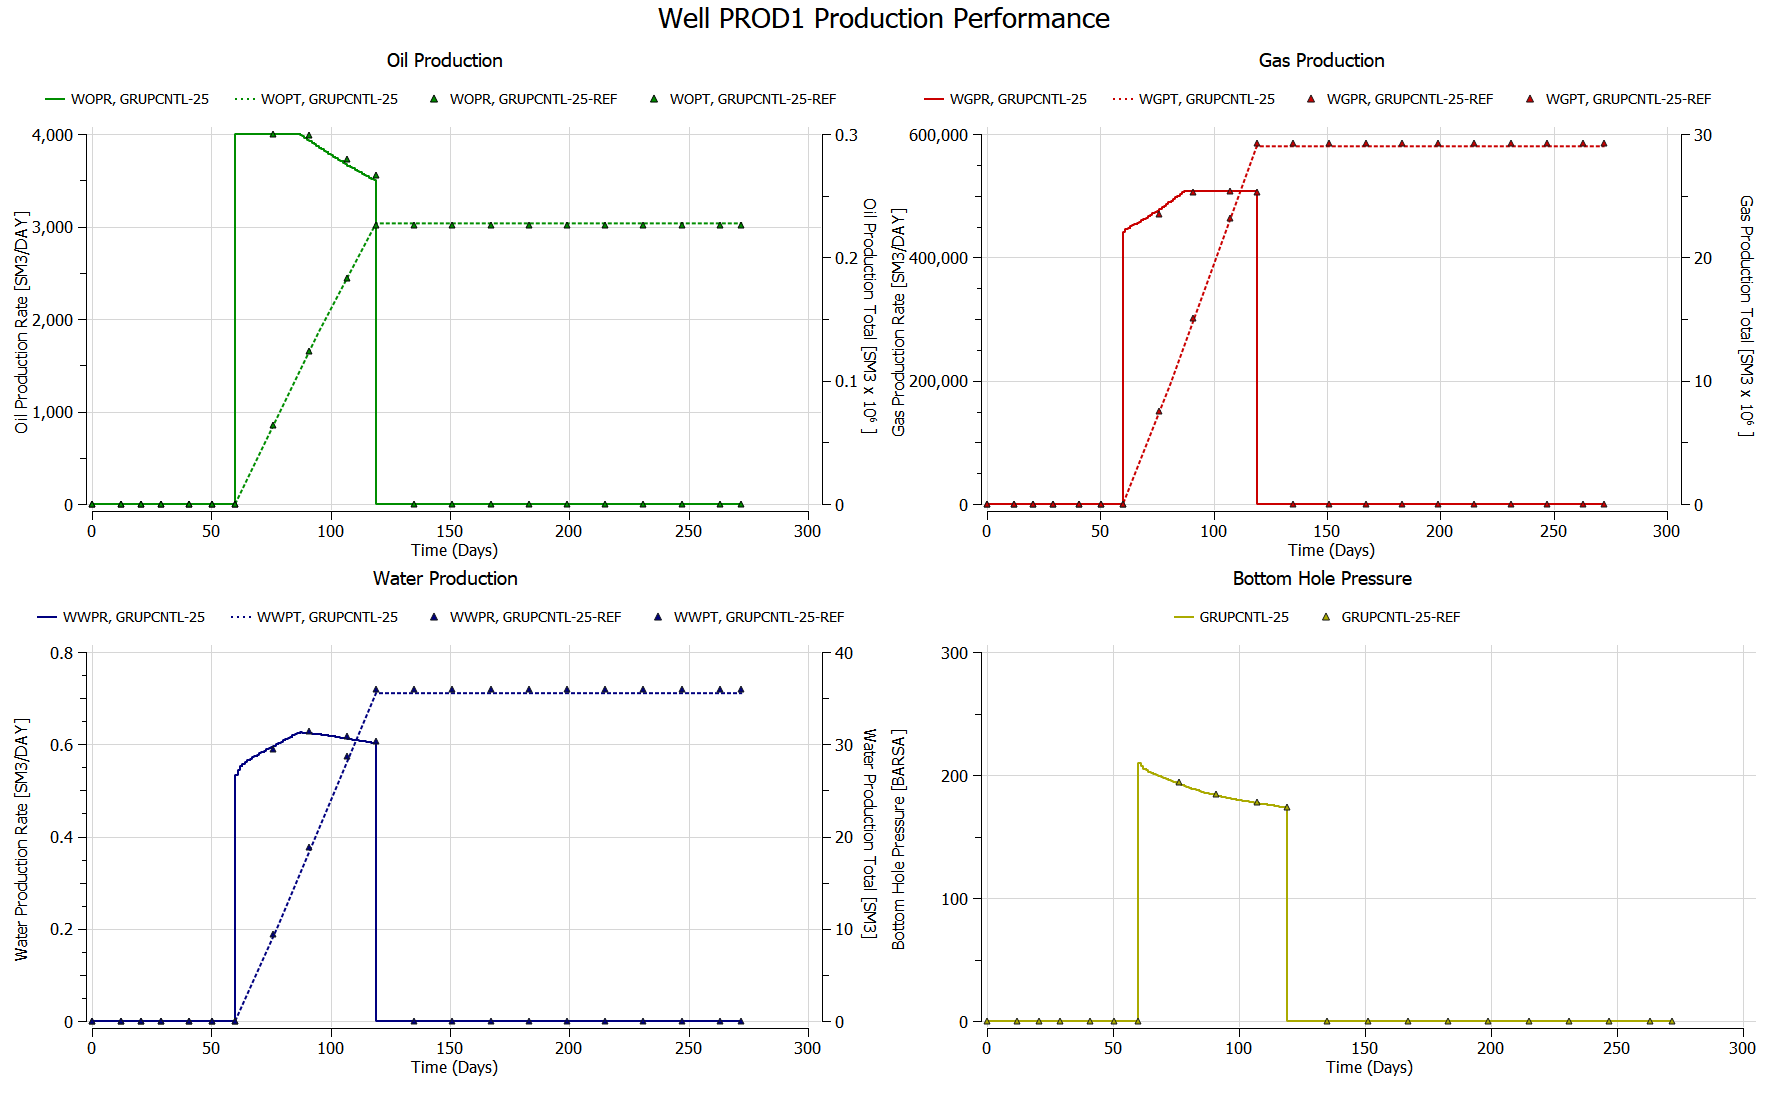 Well PROD1 Production Performance
Oil Production
WOPR, GRUPCNTL-25 WOPT, GRUPCNTL-25 WOPR, GRUPCNTL-25-REF WOPT, GRUPCNTL-25-REF
4,000
3,000
2,000
1,000
0
Oil Production Rate [SM3/DAY]
0.3
0.2
0.1
0
Oil Production Total [SM3 x 10⁶ ]
0 50 100 150 200 250 300
Time (Days)
Gas Production
WGPR, GRUPCNTL-25 WGPT, GRUPCNTL-25 WGPR, GRUPCNTL-25-REF WGPT, GRUPCNTL-25-REF
600,000
400,000
200,000
0
Gas Production Rate [SM3/DAY]
30
20
10
0
Gas Production Total [SM3 x 10⁶ ]
0 50 100 150 200 250 300
Time (Days)
Water Production
WWPR, GRUPCNTL-25 WWPT, GRUPCNTL-25 WWPR, GRUPCNTL-25-REF WWPT, GRUPCNTL-25-REF
0.8
0.6
0.4
0.2
0
Water Production Rate [SM3/DAY]
40
30
20
10
0
Water Production Total [SM3]
0 50 100 150 200 250 300
Time (Days)
Bottom Hole Pressure
GRUPCNTL-25 GRUPCNTL-25-REF
300
200
100
0
Bottom Hole Pressure [BARSA]
0 50 100 150 200 250 300
Time (Days)